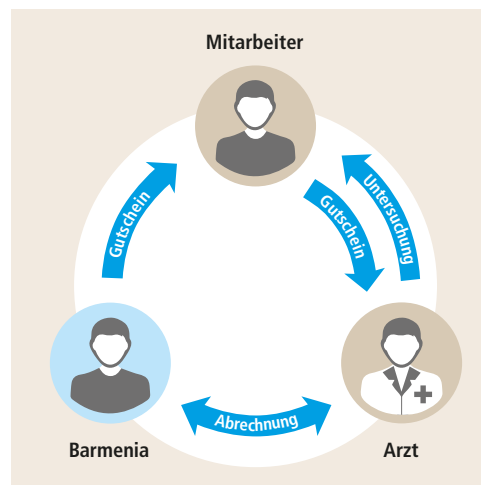 Mitarbeiter
Gutschein
Gutschein
Untersuchung
Abrechnung
Barmenia
Arzt